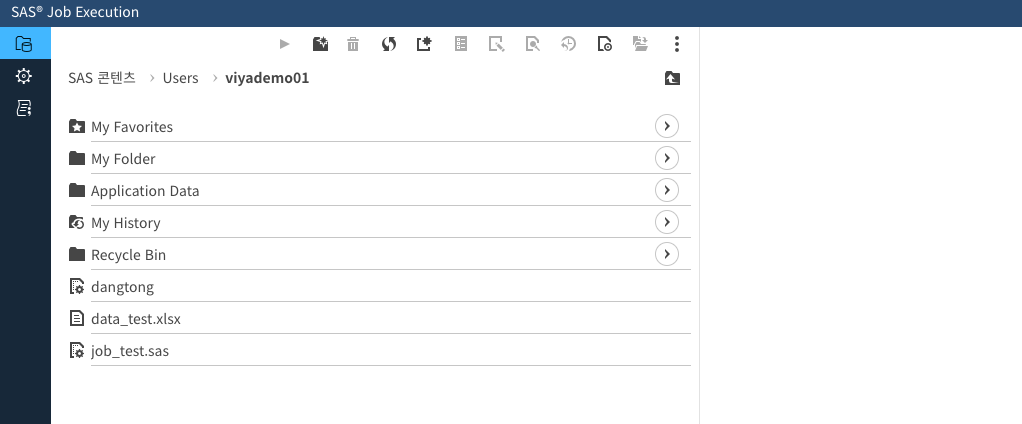 SAS® Job Execution
SAS 콘텐츠 > Users > viyademo01
My Favorites
My Folder
Application Data
My History
Recycle Bin
dangtong
data_test.xlsx
job_test.sas